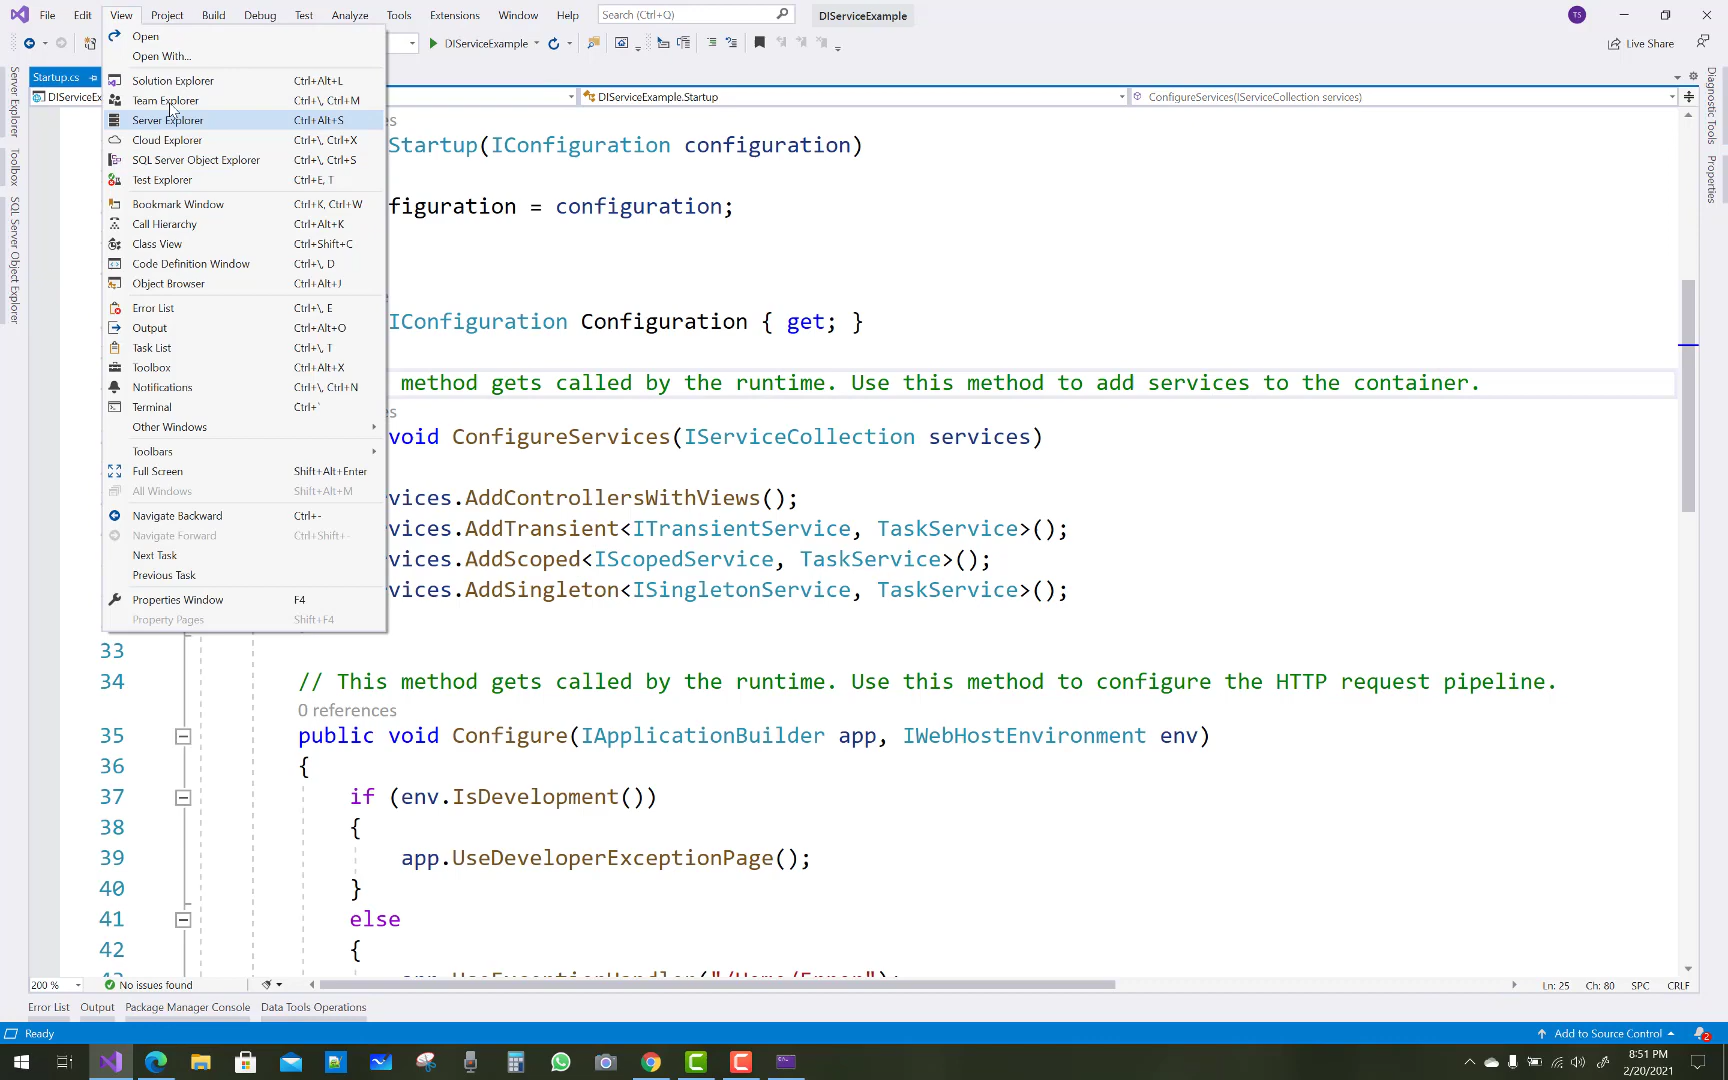 File Edit View Project Build Debug Test Analyze Tools Extensions Window Help Search (Ctrl+Q) DIServiceExample TS
DIServiceExample Live Share
Startup.cs
DIServiceEx DIServiceExample.Startup ConfigureServices(IServiceCollection services)
Server Explorer
Toolbox
SQL Server Object Explorer
Diagnostic Tools
Properties
Open
Open With...
Solution Explorer Ctrl+Alt+L
Team Explorer Ctrl+\, Ctrl+M
Server Explorer Ctrl+Alt+S
Cloud Explorer Ctrl+\, Ctrl+X
SQL Server Object Explorer Ctrl+\, Ctrl+S
Test Explorer Ctrl+E, T
Bookmark Window Ctrl+K, Ctrl+W
Call Hierarchy Ctrl+Alt+K
Class View Ctrl+Shift+C
Code Definition Window Ctrl+\, D
Object Browser Ctrl+Alt+J
Error List Ctrl+\, E
Output Ctrl+Alt+O
Task List Ctrl+\, T
Toolbox Ctrl+Alt+X
Notifications Ctrl+\, Ctrl+N
Terminal Ctrl+`
Other Windows
Toolbars
Full Screen Shift+Alt+Enter
All Windows Shift+Alt+M
Navigate Backward Ctrl+-
Navigate Forward Ctrl+Shift+-
Next Task
Previous Task
Properties Window F4
Property Pages Shift+F4
es
Startup(IConfiguration configuration)
figuration = configuration;
IConfiguration Configuration { get; }
method gets called by the runtime. Use this method to add services to the container.
es
void ConfigureServices(IServiceCollection services)
vices.AddControllersWithViews();
vices.AddTransient<ITransientService, TaskService>();
vices.AddScoped<IScopedService, TaskService>();
vices.AddSingleton<ISingletonService, TaskService>();
33
34 // This method gets called by the runtime. Use this method to configure the HTTP request pipeline.
0 references
35 public void Configure(IApplicationBuilder app, IWebHostEnvironment env)
36 {
37 if (env.IsDevelopment())
38 {
39 app.UseDeveloperExceptionPage();
40 }
41 else
42 {
43 app.UseExceptionHandler("/Home/Error");
200 % No issues found Ln: 25 Ch: 80 SPC CRLF
Error List Output Package Manager Console Data Tools Operations
Ready Add to Source Control 2
8:51 PM
2/20/2021